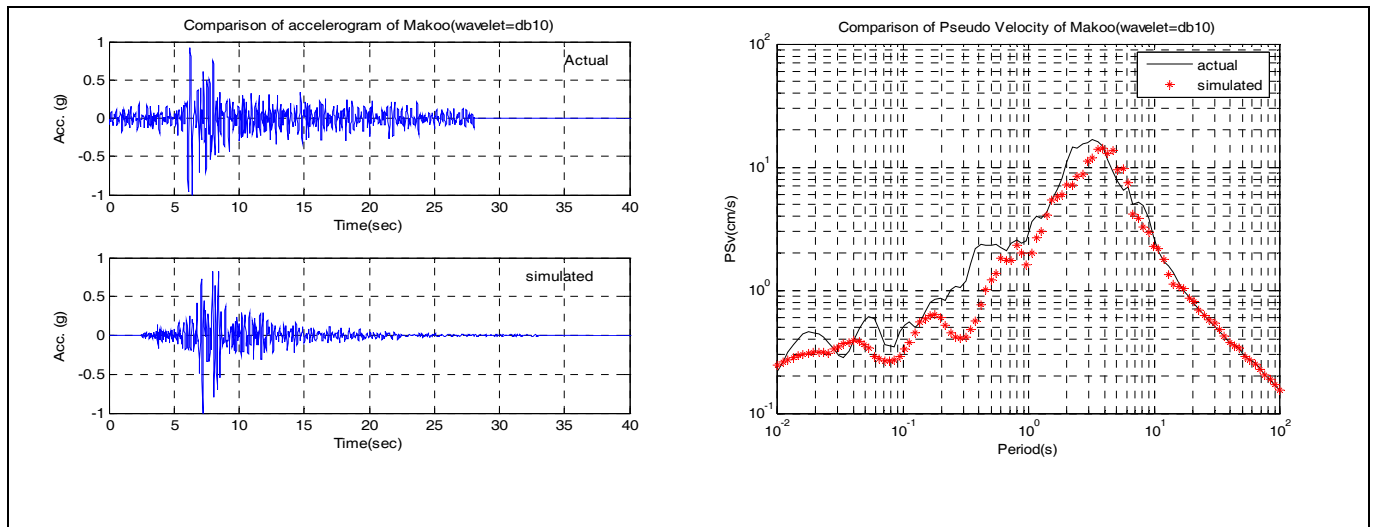 Comparison of accelerogram of Makoo(wavelet=db10)
1
0.5
0
-0.5
-1
Acc. (g)
Actual
0 5 10 15 20 25 30 35 40
Time(sec)
1
0.5
0
-0.5
-1
Acc. (g)
simulated
0 5 10 15 20 25 30 35 40
Time(sec)
Comparison of Pseudo Velocity of Makoo(wavelet=db10)
10^2
10^1
10^0
10^-1
PSv(cm/s)
actual
simulated
10^-2 10^-1 10^0 10^1 10^2
Period(s)